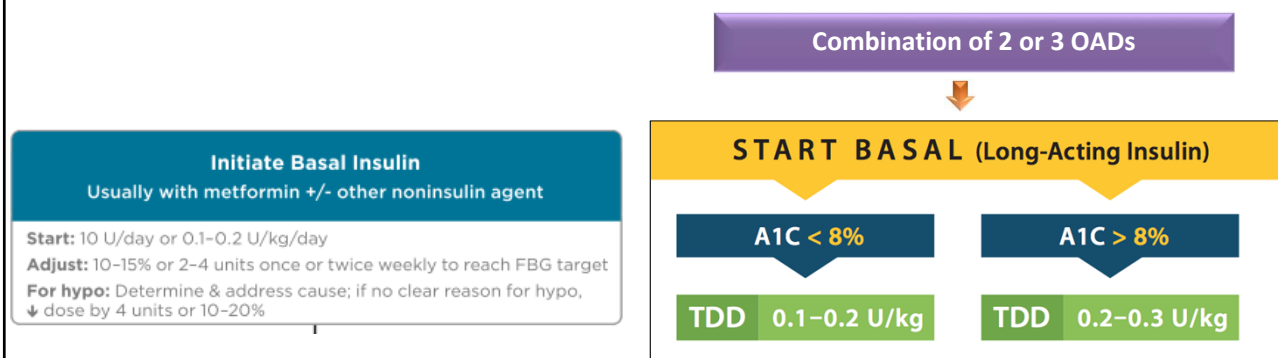 Combination of 2 or 3 OADs
Initiate Basal Insulin
Usually with metformin +/- other noninsulin agent
Start: 10 U/day or 0.1–0.2 U/kg/day
Adjust: 10–15% or 2–4 units once or twice weekly to reach FBG target
For hypo: Determine & address cause; if no clear reason for hypo,
↓ dose by 4 units or 10–20%
START BASAL (Long-Acting Insulin)
A1C < 8%
A1C > 8%
TDD 0.1–0.2 U/kg
TDD 0.2–0.3 U/kg